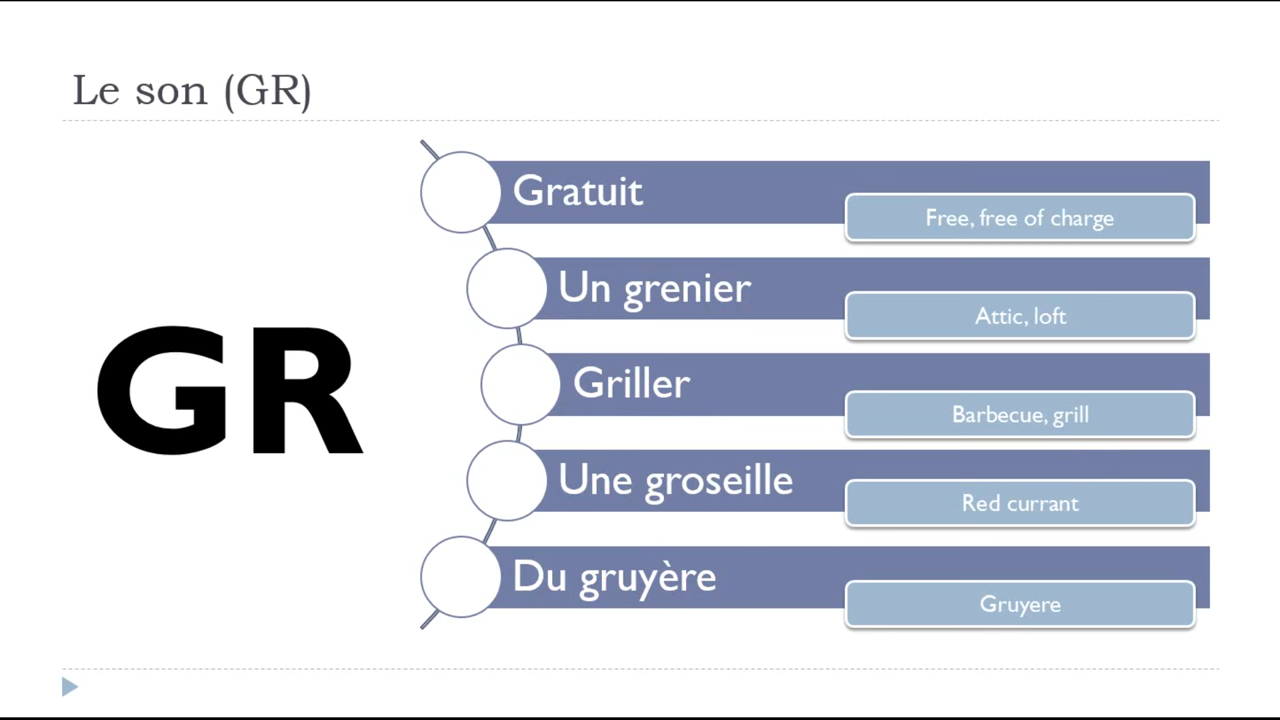 Le son (GR)
GR
Gratuit
Free, free of charge
Un grenier
Attic, loft
Griller
Barbecue, grill
Une groseille
Red currant
Du gruyère
Gruyere